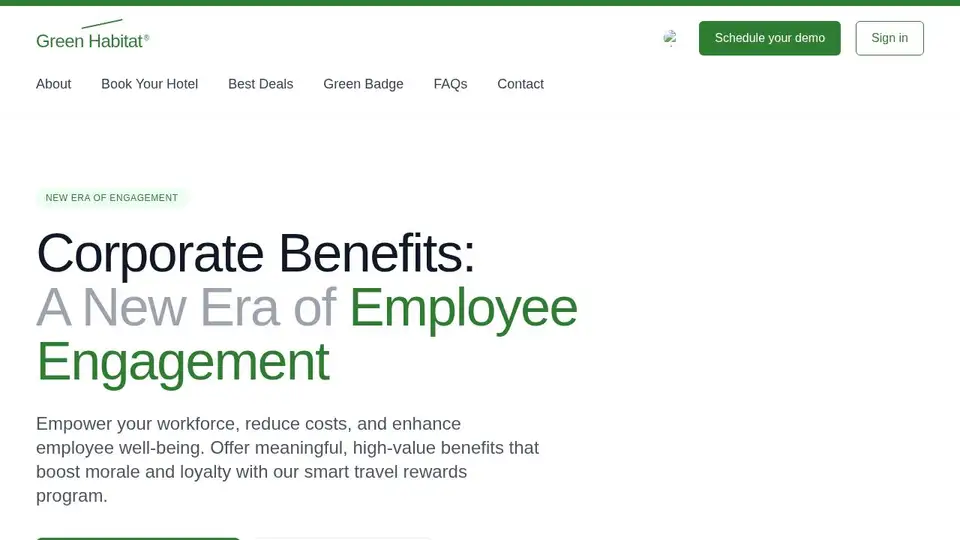 Green Habitat®
Schedule your demo
Sign in
About
Book Your Hotel
Best Deals
Green Badge
FAQs
Contact
NEW ERA OF ENGAGEMENT
Corporate Benefits:
A New Era of Employee
Engagement
Empower your workforce, reduce costs, and enhance
employee well-being. Offer meaningful, high-value benefits that
boost morale and loyalty with our smart travel rewards
program.